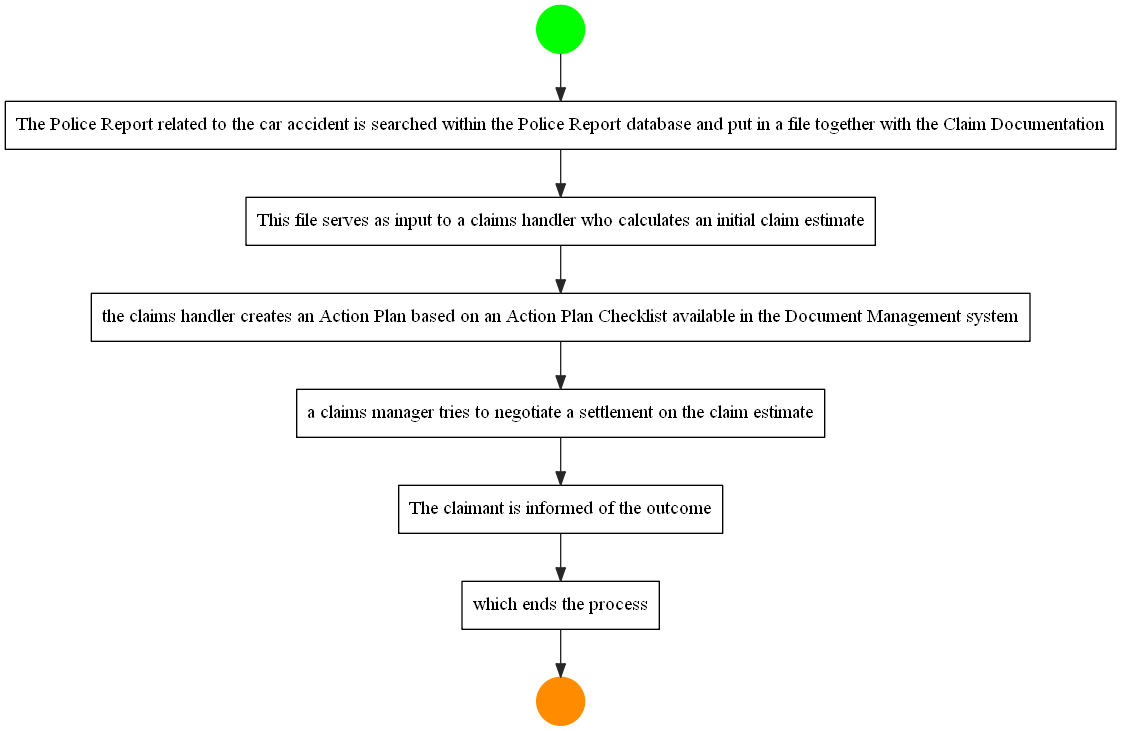 The Police Report related to the car accident is searched within the Police Report database and put in a file together with the Claim Documentation
This file serves as input to a claims handler who calculates an initial claim estimate
the claims handler creates an Action Plan based on an Action Plan Checklist available in the Document Management system
a claims manager tries to negotiate a settlement on the claim estimate
The claimant is informed of the outcome
which ends the process